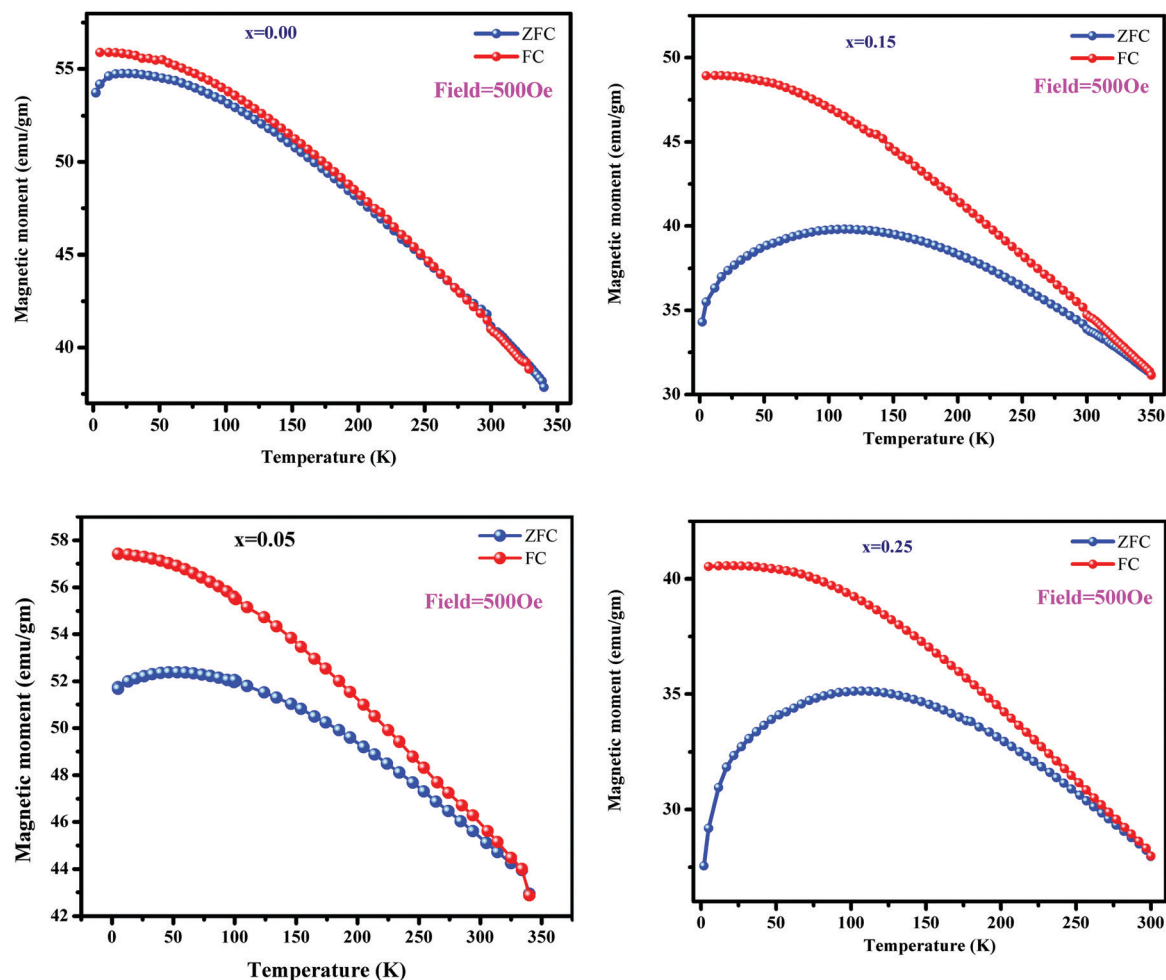 x=0.00
ZFC
FC
Field=500Oe
Magnetic moment (emu/gm)
55
50
45
40
0 50 100 150 200 250 300 350
Temperature (K)
x=0.15
ZFC
FC
Field=500Oe
Magnetic moment (emu/gm)
50
45
40
35
30
0 50 100 150 200 250 300 350
Temperature (K)
x=0.05
ZFC
FC
Field=500Oe
Magnetic moment (emu/gm)
58
56
54
52
50
48
46
44
42
0 50 100 150 200 250 300 350
Temperature (K)
x=0.25
ZFC
FC
Field=500Oe
Magnetic moment (emu/gm)
40
35
30
0 50 100 150 200 250 300
Temperature (K)